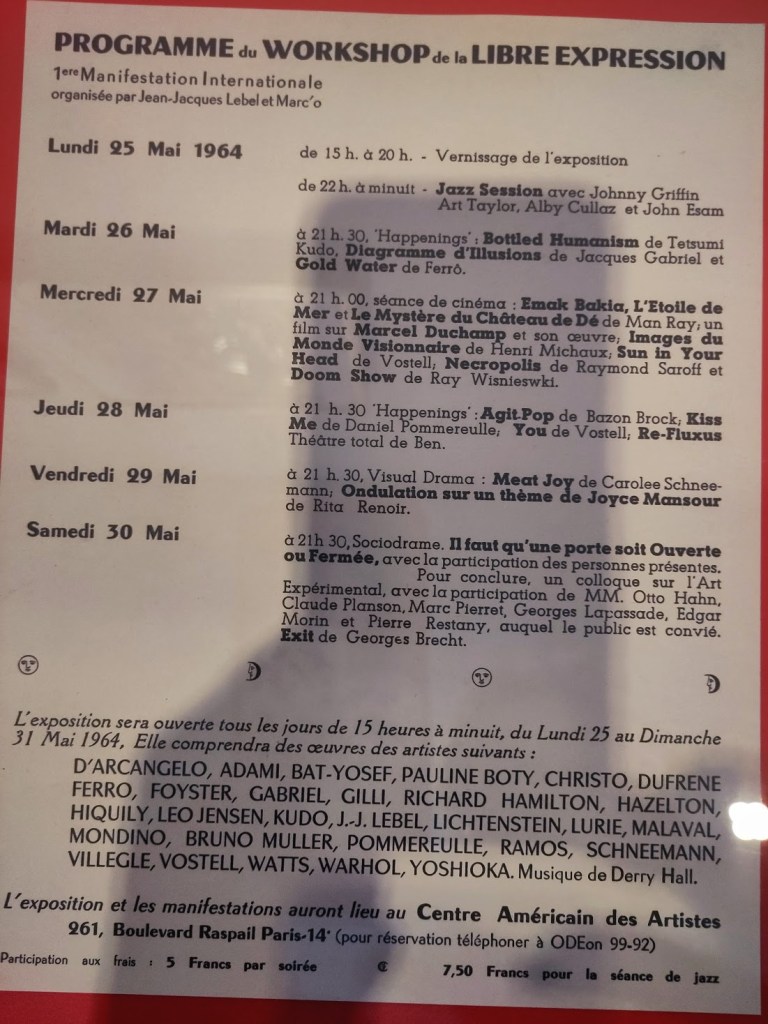 PROGRAMME du WORKSHOP de la LIBRE EXPRESSION
1ere Manifestation Internationale
organisée par Jean-Jacques Lebel et Marc'o
Lundi 25 Mai 1964
de 15 h. à 20 h. - Vernissage de l'exposition
de 22 h. à minuit - Jazz Session avec Johnny Griffin
Art Taylor, Alby Cullaz et John Esam
Mardi 26 Mai
à 21 h. 30, 'Happenings' : Bottled Humanism de Tetsumi
Kudo, Diagramme d'Illusions de Jacques Gabriel et
Gold Water de Ferrô.
Mercredi 27 Mai
à 21 h. 00, séance de cinéma : Emak Bakia, L'Etoile de
Mer et Le Mystère du Château de Dé de Man Ray; un
film sur Marcel Duchamp et son œuvre; Images du
Monde Visionnaire de Henri Michaux; Sun in Your
Head de Vostell; Necropolis de Raymond Saroff et
Doom Show de Ray Wisnieswki.
Jeudi 28 Mai
à 21 h. 30 'Happenings' : Agit-Pop de Bazon Brock; Kiss
Me de Daniel Pommereulle; You de Vostell; Re-Fluxus
Théâtre total de Ben.
Vendredi 29 Mai
à 21 h. 30, Visual Drama : Meat Joy de Carolee Schnee-
mann; Ondulation sur un thème de Joyce Mansour
de Rita Renoir.
Samedi 30 Mai
à 21h 30, Sociodrame. Il faut qu'une porte soit Ouverte
ou Fermée, avec la participation des personnes présentes.
Pour conclure, un colloque sur l'Art
Expérimental, avec la participation de MM. Otto Hahn,
Claude Planson, Marc Pierret, Georges Lapassade, Edgar
Morin et Pierre Restany, auquel le public est convié.
Exit de Georges Brecht.
L'exposition sera ouverte tous les jours de 15 heures à minuit, du Lundi 25 au Dimanche
31 Mai 1964, Elle comprendra des œuvres des artistes suivants :
D'ARCANGELO, ADAMI, BAT-YOSEF, PAULINE BOTY, CHRISTO, DUFRENE
FERRO, FOYSTER, GABRIEL, GILLI, RICHARD HAMILTON, HAZELTON,
HIQUILY, LEO JENSEN, KUDO, J.-J. LEBEL, LICHTENSTEIN, LURIE, MALAVAL,
MONDINO, BRUNO MULLER, POMMEREULLE, RAMOS, SCHNEEMANN,
VILLEGLE, VOSTELL, WATTS, WARHOL, YOSHIOKA. Musique de Derry Hall.
L'exposition et les manifestations auront lieu au Centre Américain des Artistes
261, Boulevard Raspail Paris-14e (pour réservation téléphoner à ODEon 99-92)
Participation aux frais : 5 Francs par soirée 7,50 Francs pour la séance de jazz